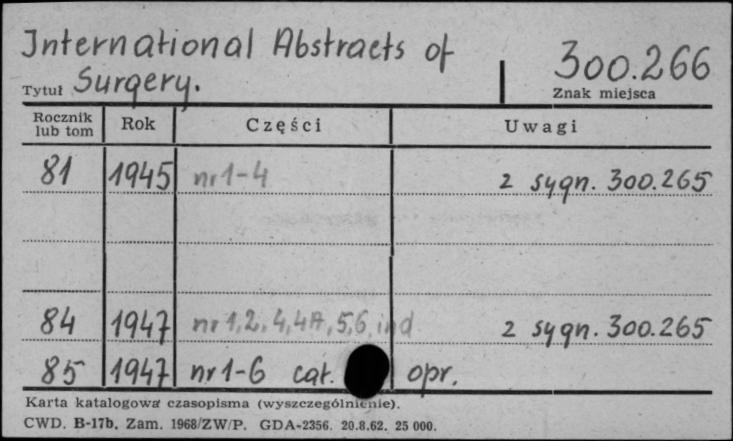 International Abstracts of
Tytuł Surgery. 300.266
Znak miejsca
Rocznik lub tom Rok Części Uwagi
81 1945 nr 1-4 z sygn. 300.265
84 1947 nr 1, 2, 4, 4A, 5, 6, ind z sygn. 300.265
85 1947 nr 1-6 cał. opr.
Karta katalogowa czasopisma (wyszczególnienie).
CWD. B-17b. Zam. 1968/ZW/P. GDA-2356. 20.8.62. 25 000.